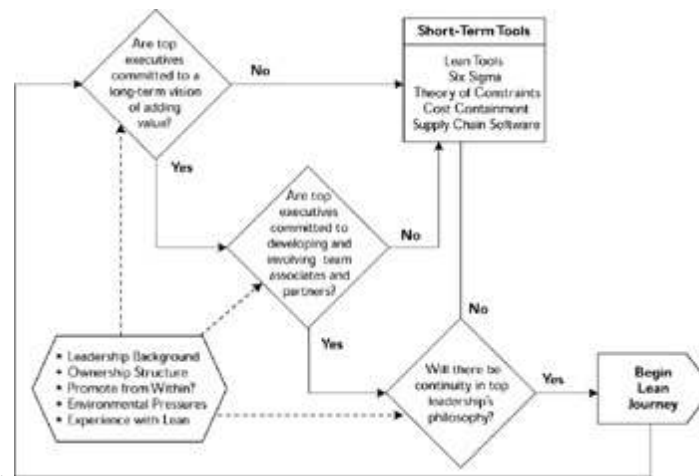 Are top
executives
committed to a
long-term vision
of adding
value?
No
Yes
Short-Term Tools
Lean Tools
Six Sigma
Theory of Constraints
Cost Containment
Supply Chain Software
Are top
executives
committed to
developing and
involving team
associates and
partners?
No
Yes
• Leadership Background
• Ownership Structure
• Promote from Within?
• Environmental Pressures
• Experience with Lean
No
Will there be
continuity in top
leadership's
philosophy?
Yes
Begin
Lean
Journey